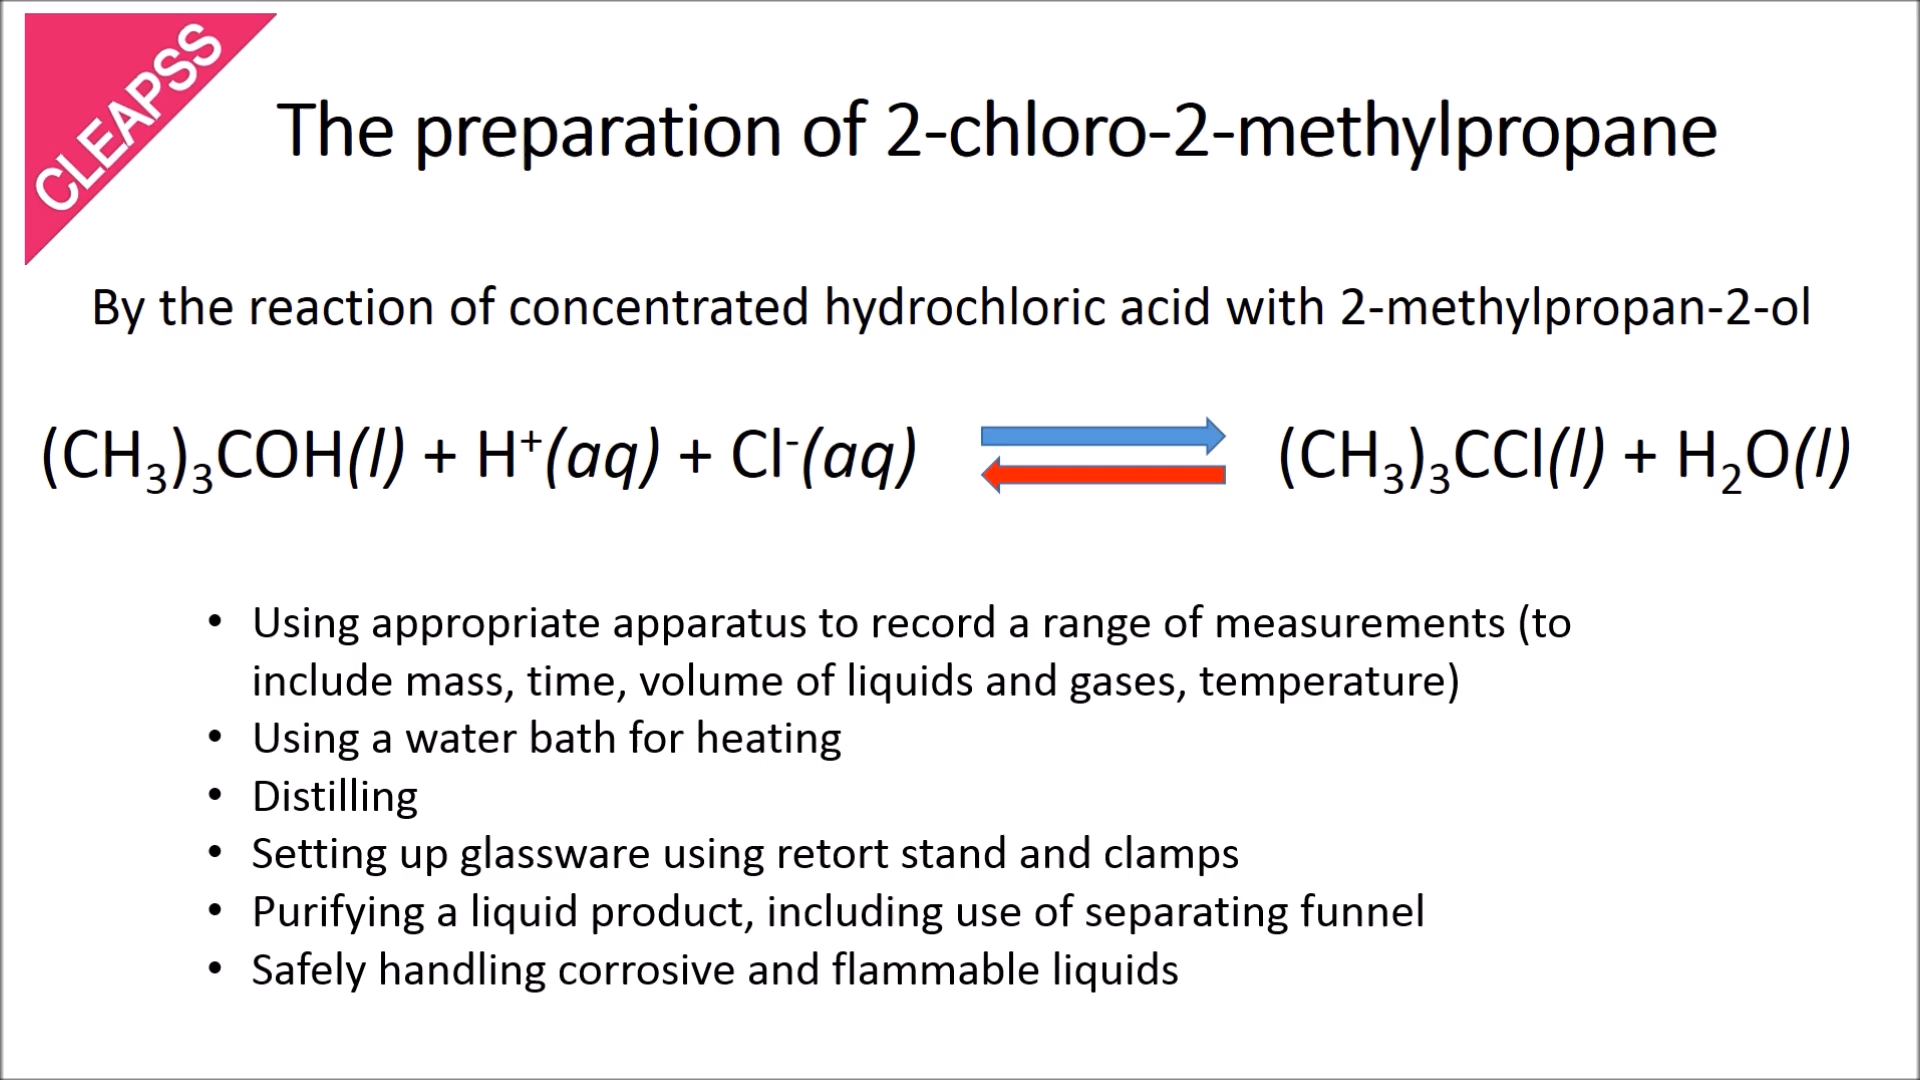 CLEAPSS
The preparation of 2-chloro-2-methylpropane
By the reaction of concentrated hydrochloric acid with 2-methylpropan-2-ol
(CH₃)₃COH(l) + H⁺(aq) + Cl⁻(aq) (CH₃)₃CCl(l) + H₂O(l)
• Using appropriate apparatus to record a range of measurements (to
include mass, time, volume of liquids and gases, temperature)
• Using a water bath for heating
• Distilling
• Setting up glassware using retort stand and clamps
• Purifying a liquid product, including use of separating funnel
• Safely handling corrosive and flammable liquids